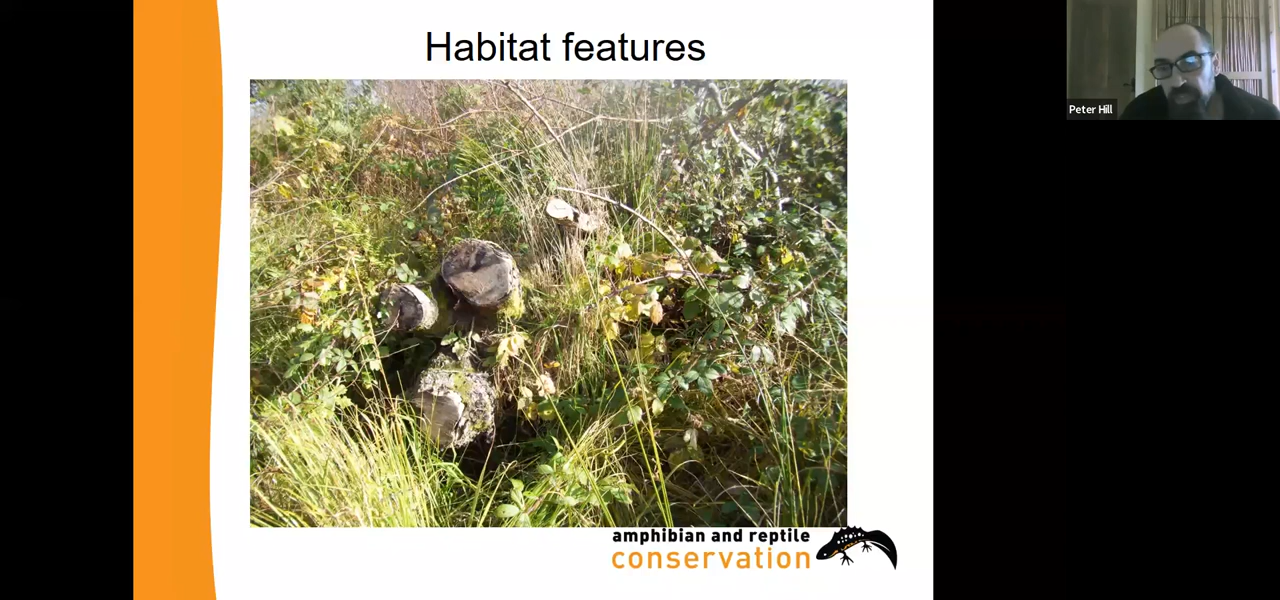 Habitat features
Peter Hill
amphibian and reptile
conservation